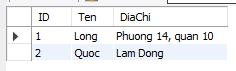 ID Ten DiaChi
1 Long Phuong 14, quan 10
2 Quoc Lam Dong